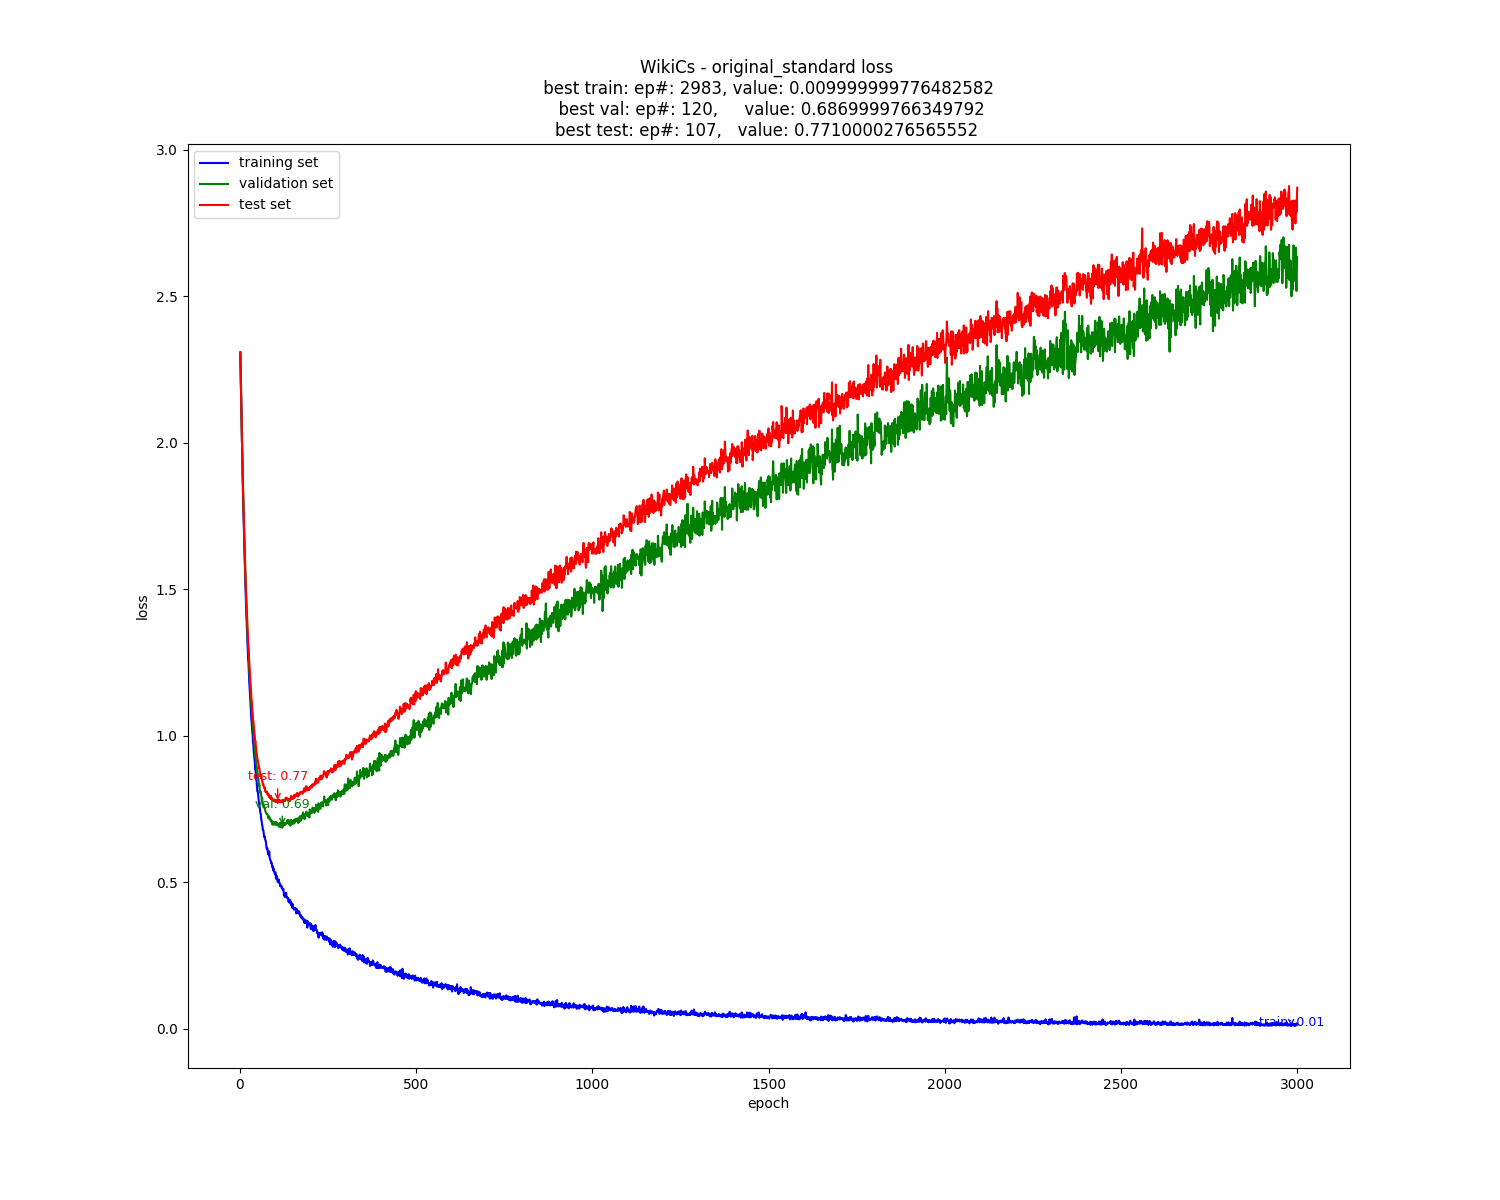 WikiCs - original_standard loss
best train: ep#: 2983, value: 0.009999999776482582
best val: ep#: 120, value: 0.6869999766349792
best test: ep#: 107, value: 0.7710000276565552
training set
validation set
test set
3.0
2.5
2.0
1.5
1.0
0.5
0.0
loss
test: 0.77
val: 0.69
train: 0.01
0
500
1000
1500
2000
2500
3000
epoch